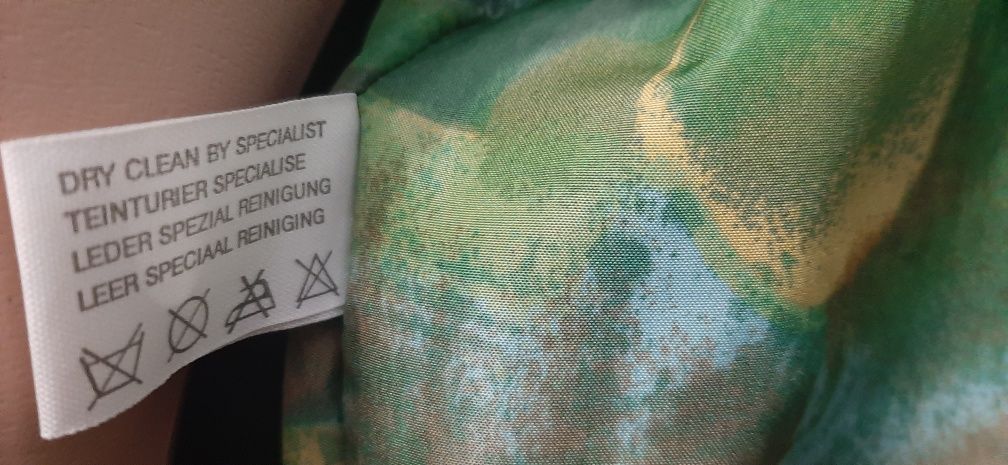 DRY CLEAN BY SPECIALIST
TEINTURIER SPECIALISE
LEDER SPEZIAL REINIGUNG
LEER SPECIAAL REINIGING